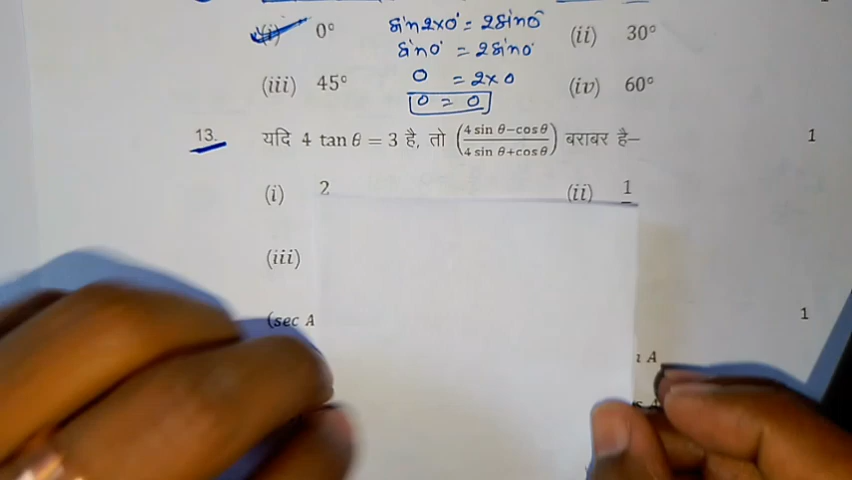 (i) 0° sin2×0° = 2sin0° (ii) 30°
sin0° = 2sin0°
(iii) 45° 0 = 2×0 (iv) 60°
0 = 0
13. यदि 4 tan θ = 3 है, तो (4 sin θ−cos θ / 4 sin θ+cos θ) बराबर है– 1
(i) 2 (ii) 1
(iii)
(sec A 1
A